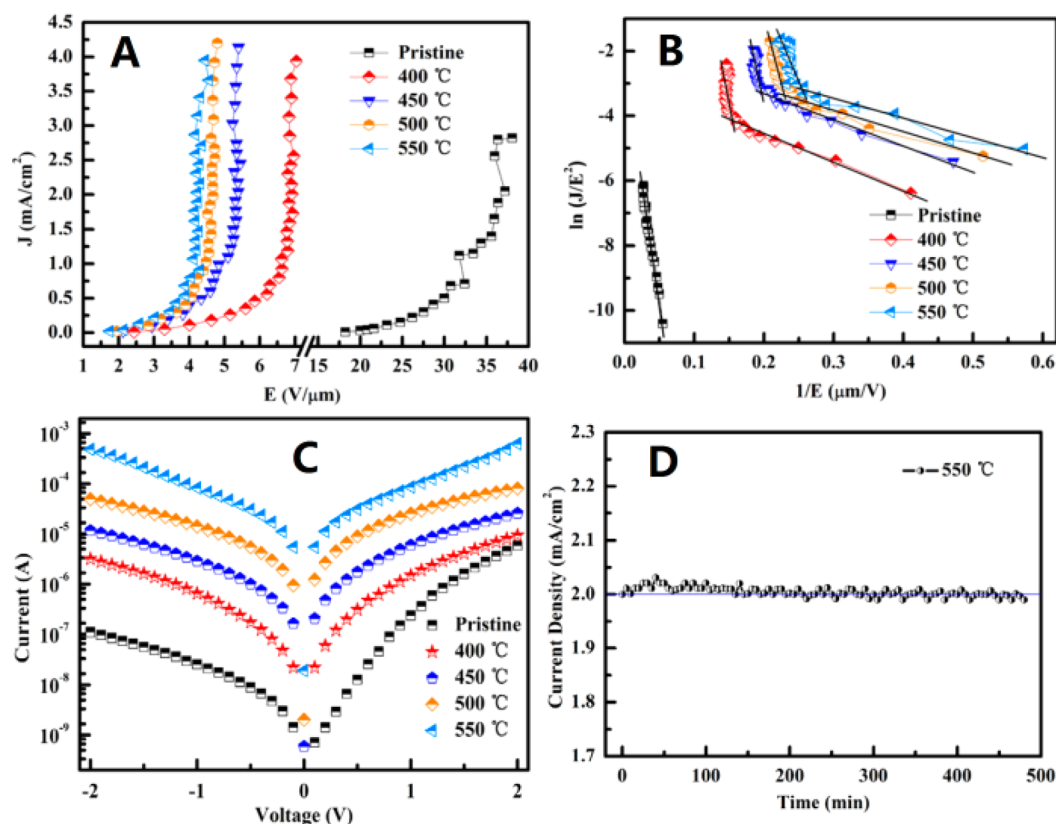 A
4.5
4.0
3.5
3.0
2.5
2.0
1.5
1.0
0.5
0.0
J (mA/cm²)
Pristine
400 ℃
450 ℃
500 ℃
550 ℃
1 2 3 4 5 6 7 15 20 25 30 35 40
E (V/μm)
B
-2
-4
-6
-8
-10
ln (J/E²)
Pristine
400 ℃
450 ℃
500 ℃
550 ℃
0.0 0.1 0.2 0.3 0.4 0.5 0.6
1/E (μm/V)
C
10⁻³
10⁻⁴
10⁻⁵
10⁻⁶
10⁻⁷
10⁻⁸
10⁻⁹
Current (A)
Pristine
400 ℃
450 ℃
500 ℃
550 ℃
-2 -1 0 1 2
Voltage (V)
D
2.3
2.2
2.1
2.0
1.9
1.8
1.7
Current Density (mA/cm²)
550 ℃
0 100 200 300 400 500
Time (min)